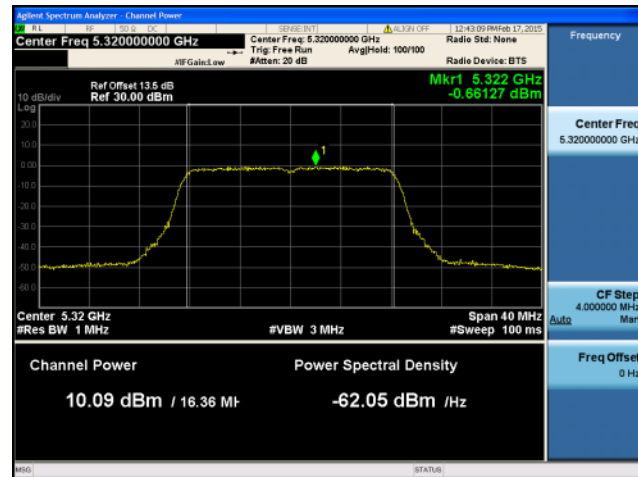 Agilent Spectrum Analyzer - Channel Power
RL RF 50 Ω DC SENSE:INT ALIGN OFF 12:43:09 PM Feb 17, 2015
Center Freq 5.320000000 GHz
Center Freq: 5.320000000 GHz
Radio Std: None
Trig: Free Run Avg|Hold: 100/100
#IFGain:Low #Atten: 20 dB Radio Device: BTS
Frequency
Ref Offset 13.5 dB
10 dB/div Ref 30.00 dBm
Log
Mkr1 5.322 GHz
-0.66127 dBm
20.0
10.0
0.00
-10.0
-20.0
-30.0
-40.0
-50.0
-60.0
1
Center 5.32 GHz Span 40 MHz
#Res BW 1 MHz #VBW 3 MHz #Sweep 100 ms
Channel Power Power Spectral Density
10.09 dBm / 16.36 MH -62.05 dBm /Hz
Center Freq
5.320000000 GHz
CF Step
4.000000 MHz
Auto Man
Freq Offset
0 Hz
MSG STATUS